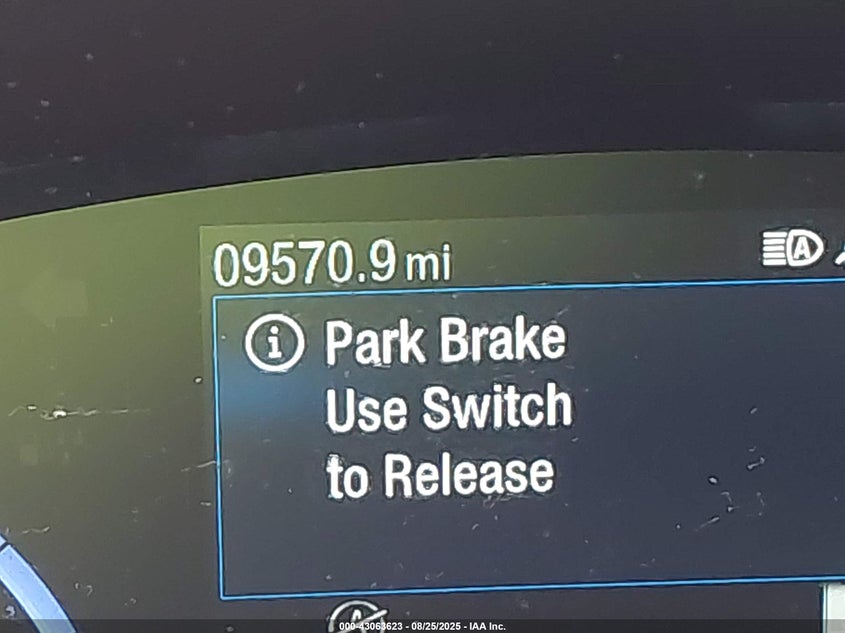 09570.9 mi
A
i Park Brake
Use Switch
to Release
A
000-43063623 - 08/25/2025 - IAA Inc.